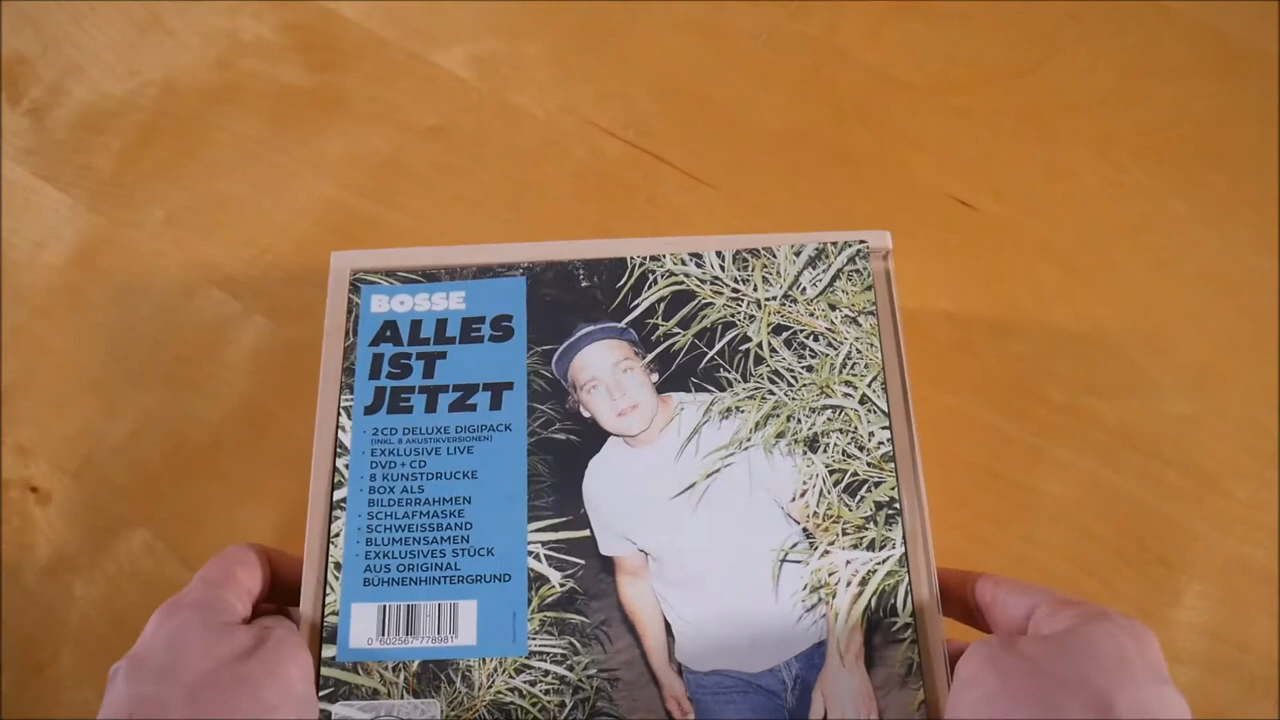 BOSSE
ALLES
IST
JETZT
· 2CD DELUXE DIGIPACK
(INKL. 8 AKUSTIKVERSIONEN)
· EXKLUSIVE LIVE
DVD+CD
· 8 KUNSTDRUCKE
· BOX ALS
BILDERRAHMEN
· SCHLAFMASKE
· SCHWEISSBAND
· BLUMENSAMEN
· EXKLUSIVES STÜCK
AUS ORIGINAL
BÜHNENHINTERGRUND
0 602567 778981